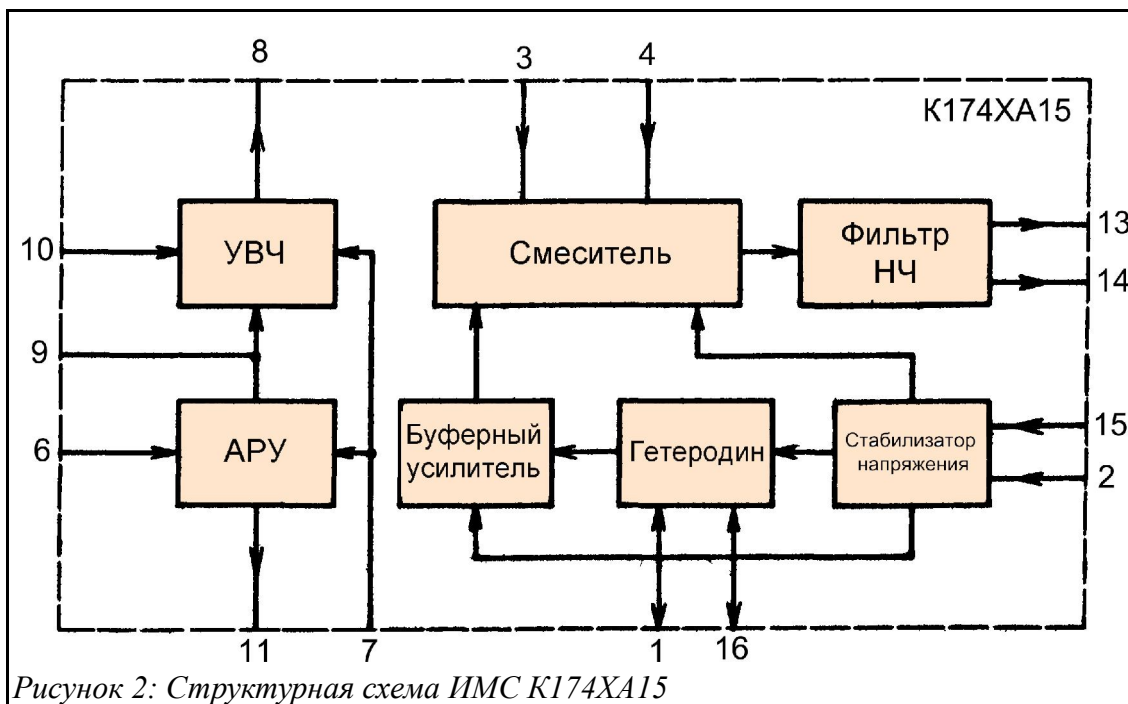 8
3
4
К174ХА15
10
УВЧ
Смеситель
Фильтр
НЧ
13
14
9
6
АРУ
Буферный
усилитель
Гетеродин
Стабилизатор
напряжения
15
2
11
7
1
16
Рисунок 2: Структурная схема ИМС К174ХА15